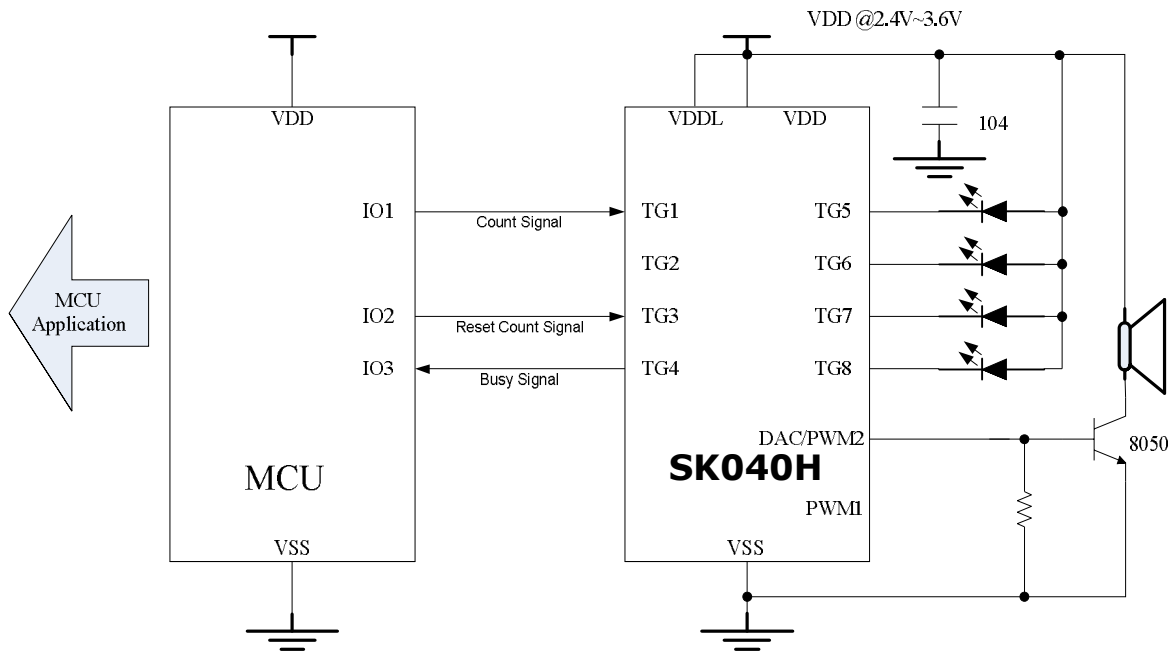 VDD @2.4V~3.6V
VDD
VDDL
VDD
104
IO1
Count Signal
TG1
TG5
TG2
TG6
MCU
Application
IO2
Reset Count Signal
TG3
TG7
IO3
Busy Signal
TG4
TG8
DAC/PWM2
8050
MCU
SK040H
PWM1
VSS
VSS